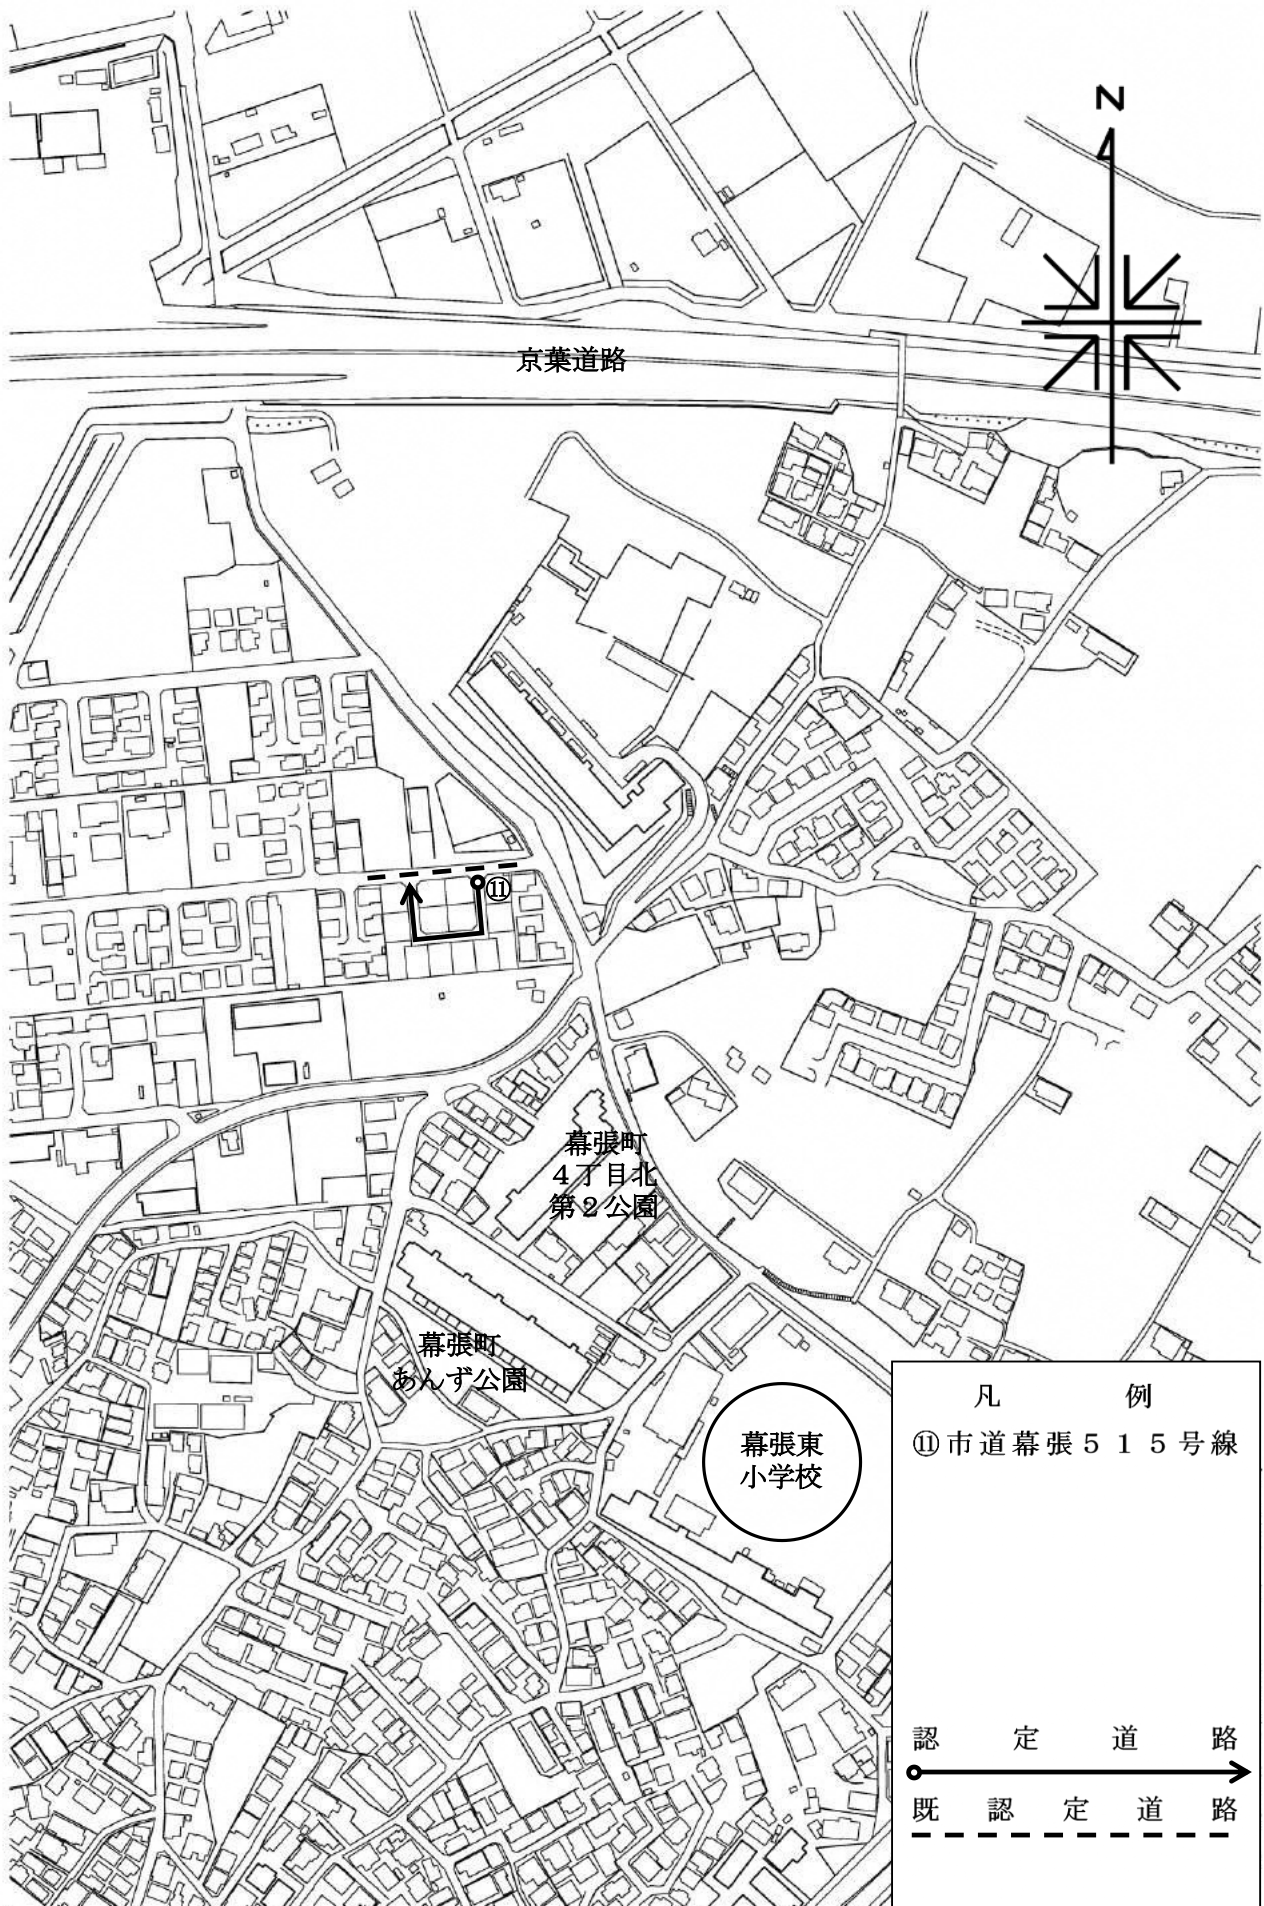 N
京葉道路
⑪
幕張町
４丁目北
第２公園
幕張町
あんず公園
幕張東
小学校
凡　例
⑪市道幕張５１５号線
認定道路
既認定道路